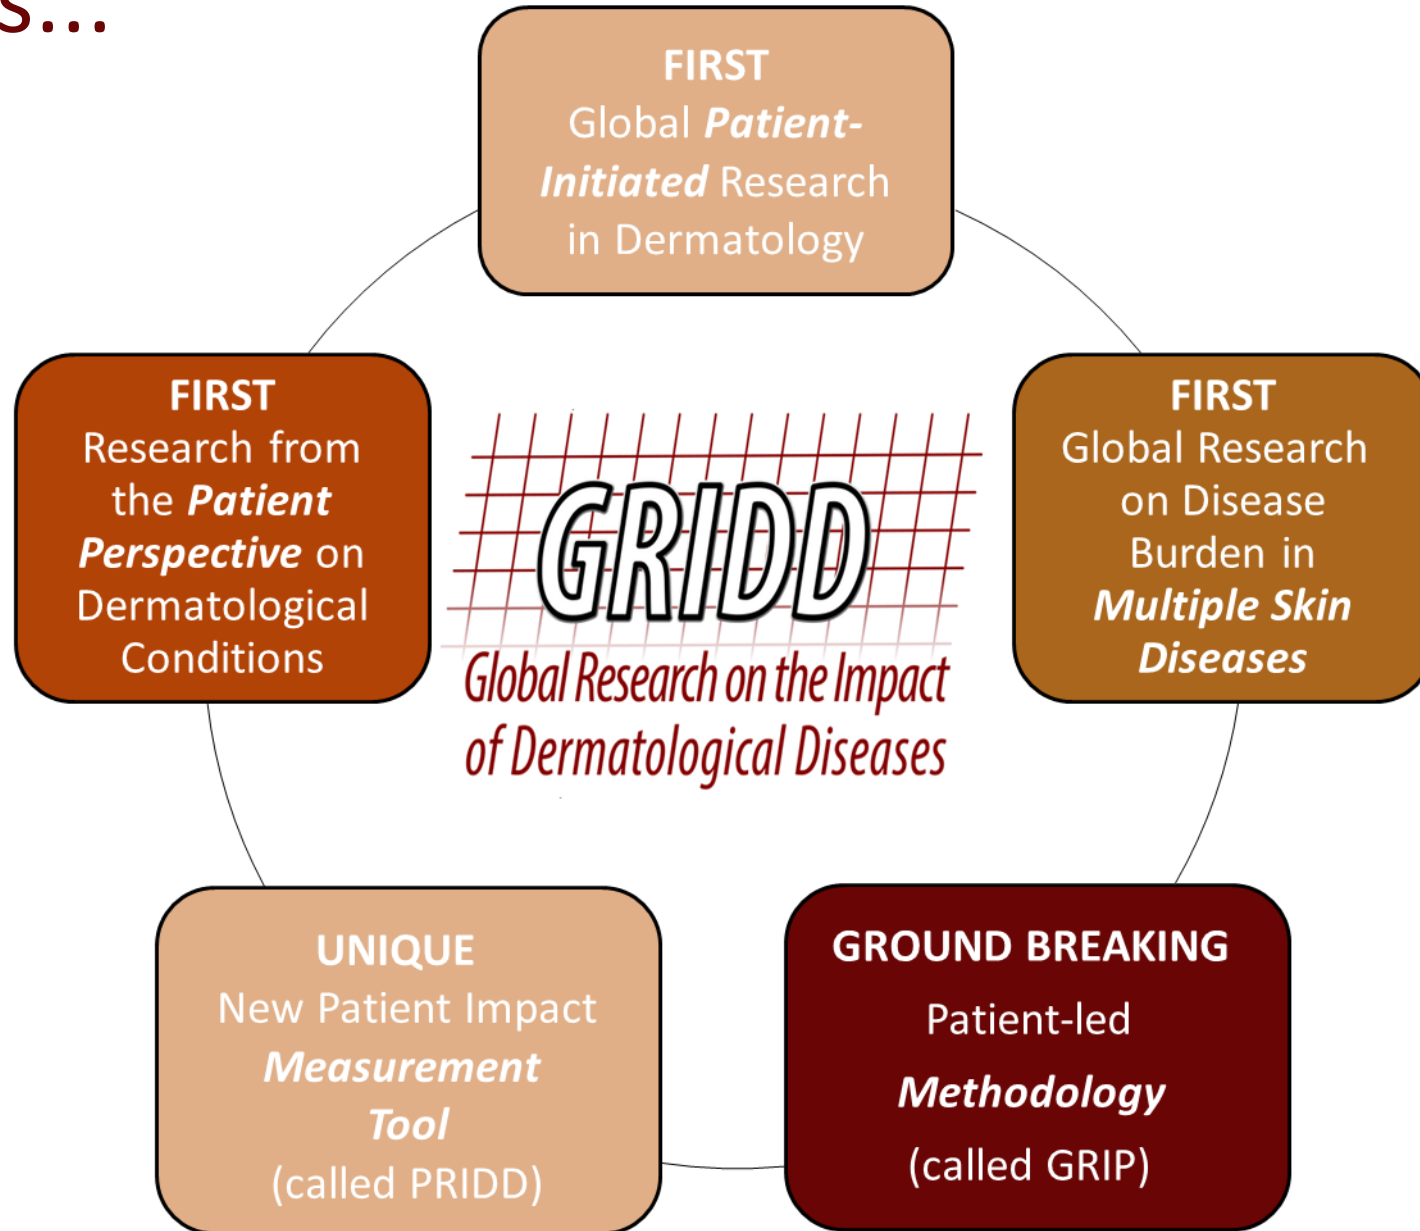 s...
FIRST
Global Patient-
Initiated Research
in Dermatology
FIRST
Global Research
on Disease
Burden in
Multiple Skin
Diseases
GROUND BREAKING
Patient-led
Methodology
(called GRIP)
UNIQUE
New Patient Impact
Measurement
Tool
(called PRIDD)
FIRST
Research from
the Patient
Perspective on
Dermatological
Conditions
GRIDD
Global Research on the Impact
of Dermatological Diseases